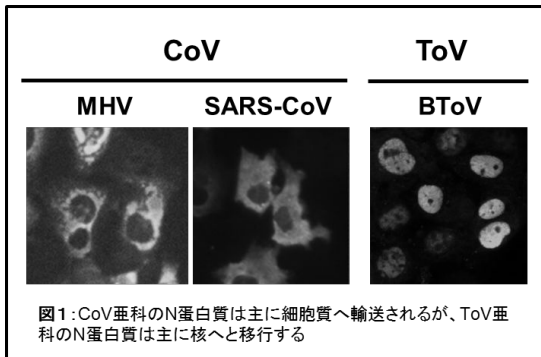 CoV ToV
MHV SARS-CoV BToV
図1:CoV亜科のN蛋白質は主に細胞質へ輸送されるが、ToV亜
科のN蛋白質は主に核へと移行する